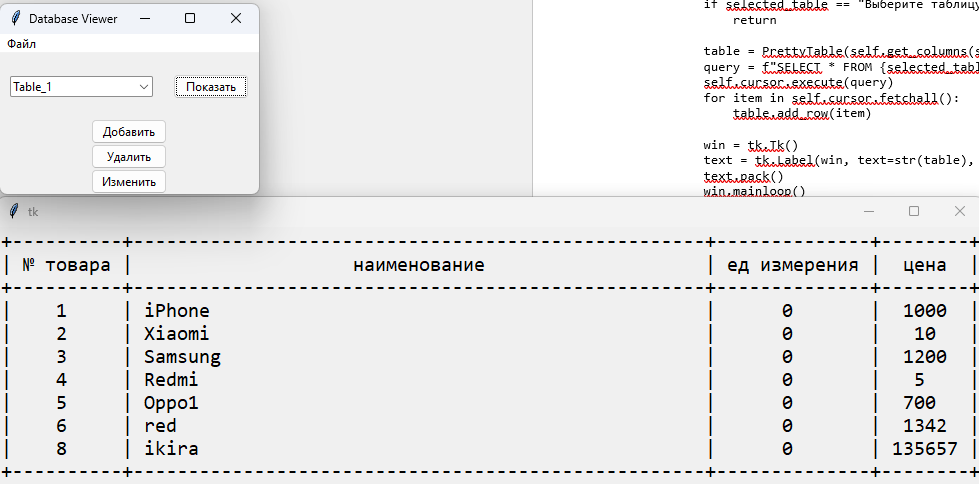 Database Viewer
Файл
Table_1
Показать
Добавить
Удалить
Изменить
if selected_table == "Выберите таблицу
return
table = PrettyTable(self.get_columns(s
query = f"SELECT * FROM {selected_tabl
self.cursor.execute(query)
for item in self.cursor.fetchall():
table.add_row(item)
win = tk.Tk()
text = tk.Label(win, text=str(table),
text.pack()
win.mainloop()
tk
+----------+----------------------------------------------------+--------------+--------+
| № товара | наименование | ед измерения | цена |
+----------+----------------------------------------------------+--------------+--------+
| 1 | iPhone | 0 | 1000 |
| 2 | Xiaomi | 0 | 10 |
| 3 | Samsung | 0 | 1200 |
| 4 | Redmi | 0 | 5 |
| 5 | Oppo1 | 0 | 700 |
| 6 | red | 0 | 1342 |
| 8 | ikira | 0 | 135657 |
+----------+----------------------------------------------------+--------------+--------+